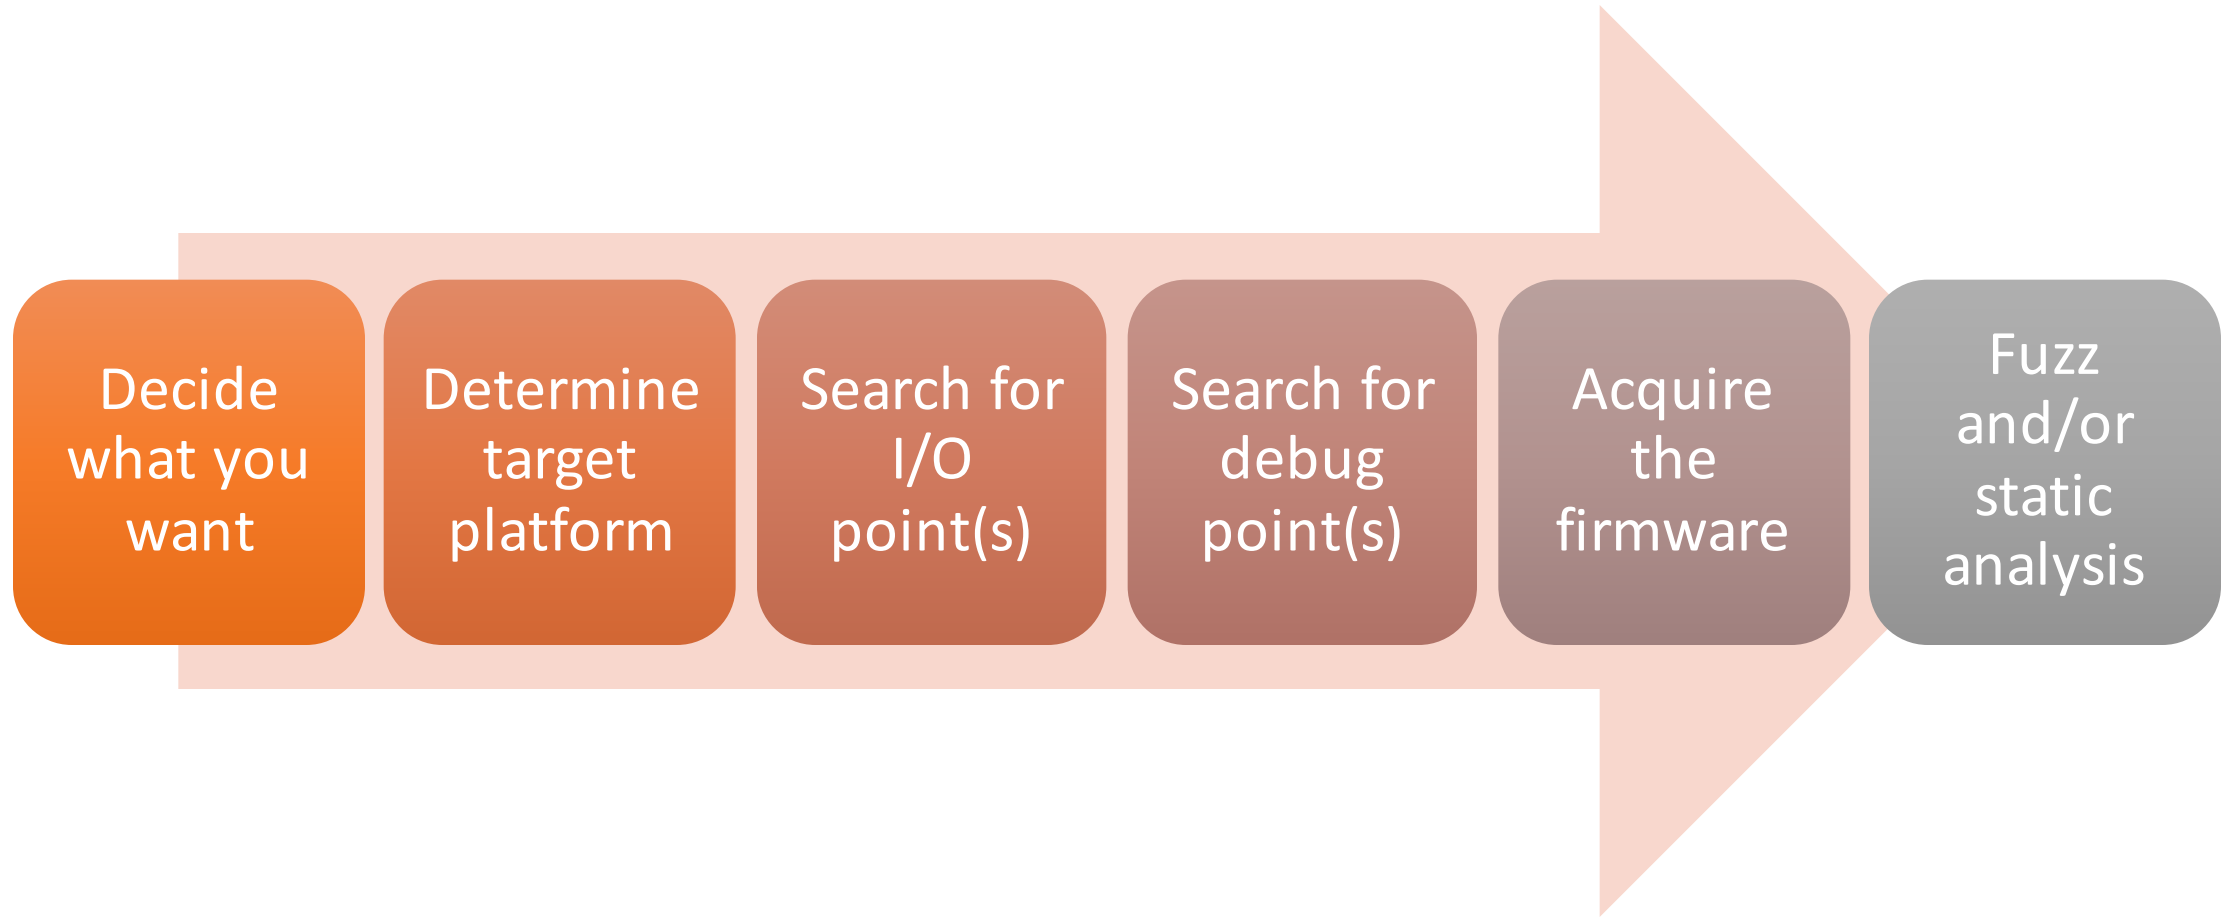 Decide
what you
want
Determine
target
platform
Search for
I/O
point(s)
Search for
debug
point(s)
Acquire
the
firmware
Fuzz
and/or
static
analysis